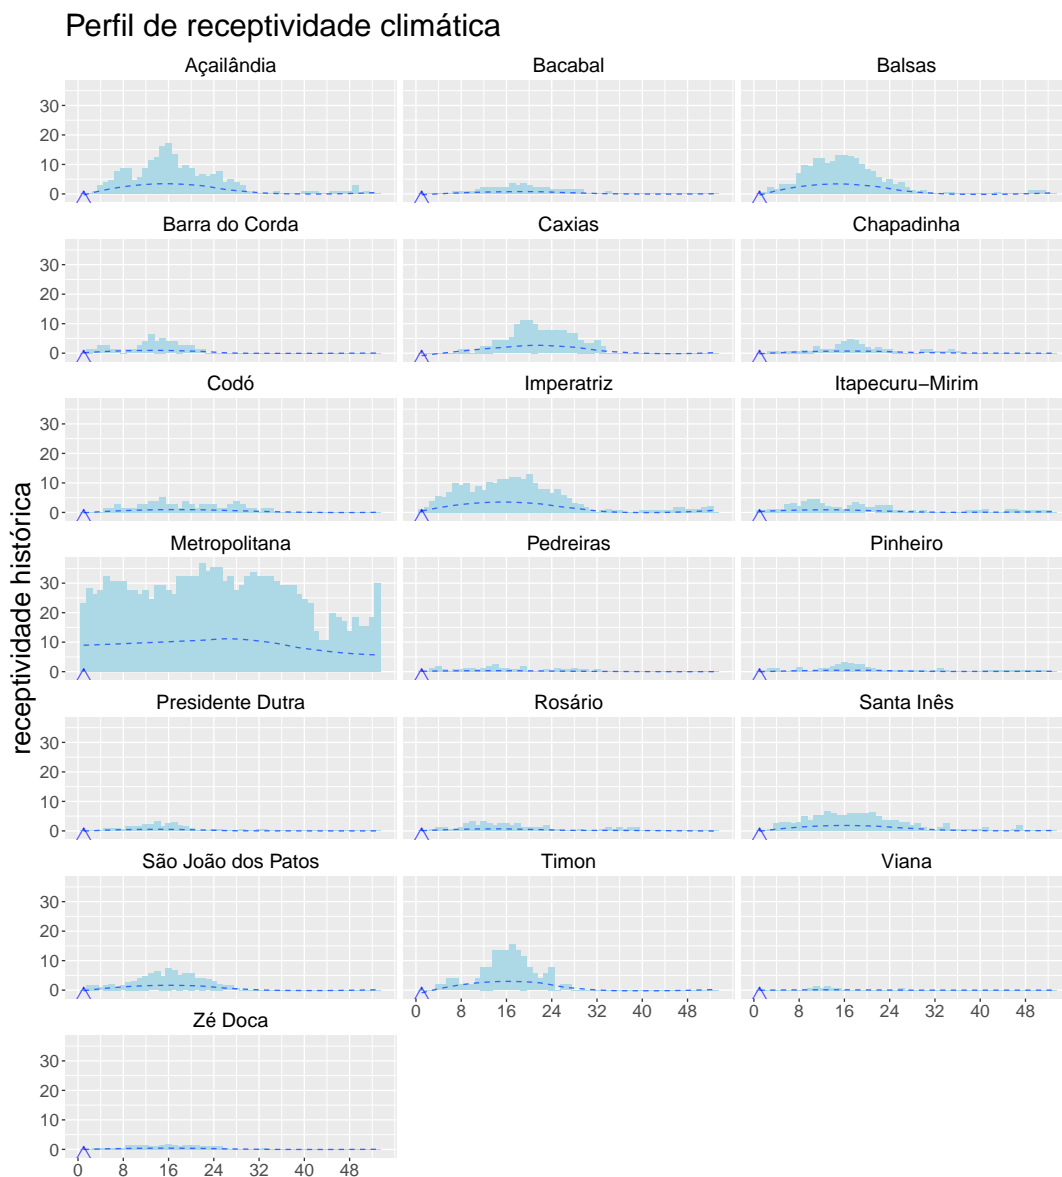 Perfil de receptividade climática
Açailândia Bacabal Balsas
30
20
10
0
Barra do Corda Caxias Chapadinha
30
20
10
0
Codó Imperatriz Itapecuru−Mirim
30
20
10
0
receptividade histórica
Metropolitana Pedreiras Pinheiro
30
20
10
0
Presidente Dutra Rosário Santa Inês
30
20
10
0
São João dos Patos Timon Viana
30
20
10
0
0 8 16 24 32 40 48 0 8 16 24 32 40 48
Zé Doca
30
20
10
0
0 8 16 24 32 40 48